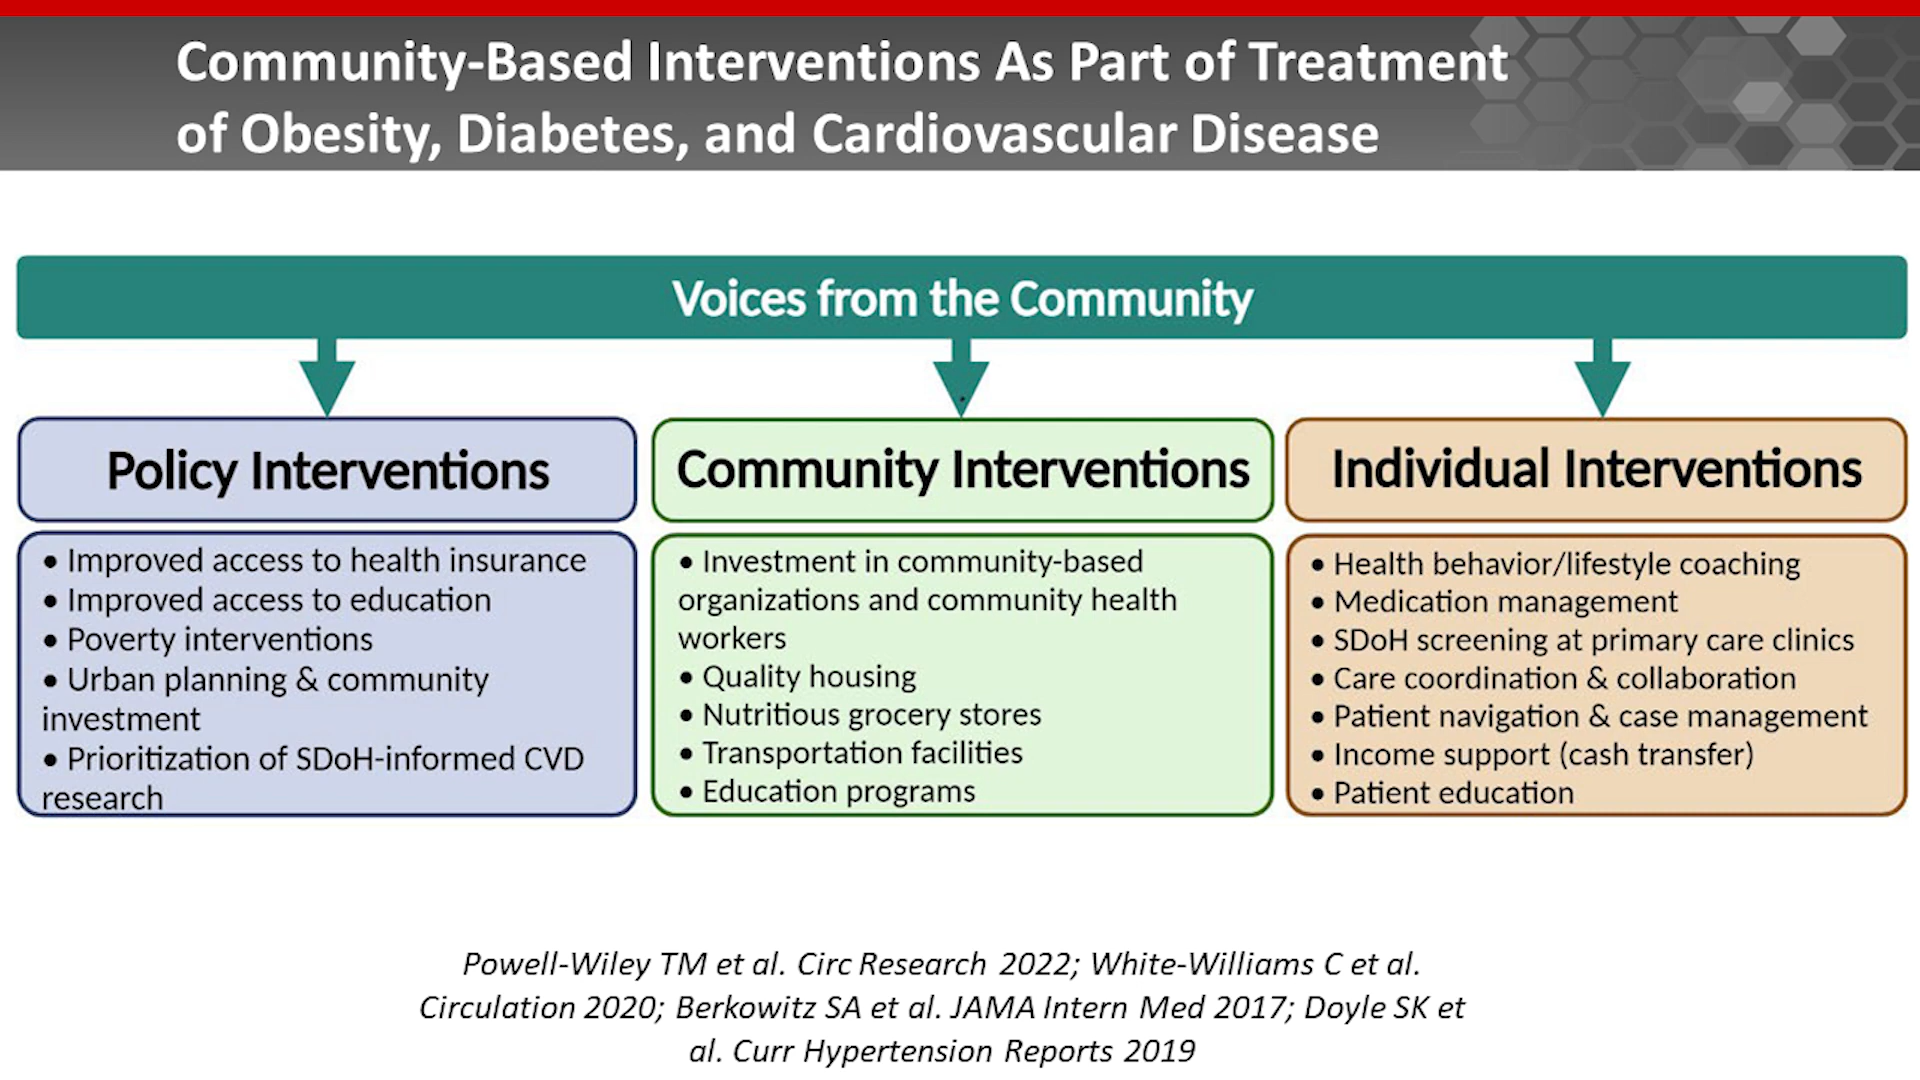 Community-Based Interventions As Part of Treatment
of Obesity, Diabetes, and Cardiovascular Disease
Voices from the Community
Policy Interventions
• Improved access to health insurance
• Improved access to education
• Poverty interventions
• Urban planning & community
investment
• Prioritization of SDoH-informed CVD
research
Community Interventions
• Investment in community-based
organizations and community health
workers
• Quality housing
• Nutritious grocery stores
• Transportation facilities
• Education programs
Individual Interventions
• Health behavior/lifestyle coaching
• Medication management
• SDoH screening at primary care clinics
• Care coordination & collaboration
• Patient navigation & case management
• Income support (cash transfer)
• Patient education
Powell-Wiley TM et al. Circ Research 2022; White-Williams C et al.
Circulation 2020; Berkowitz SA et al. JAMA Intern Med 2017; Doyle SK et
al. Curr Hypertension Reports 2019